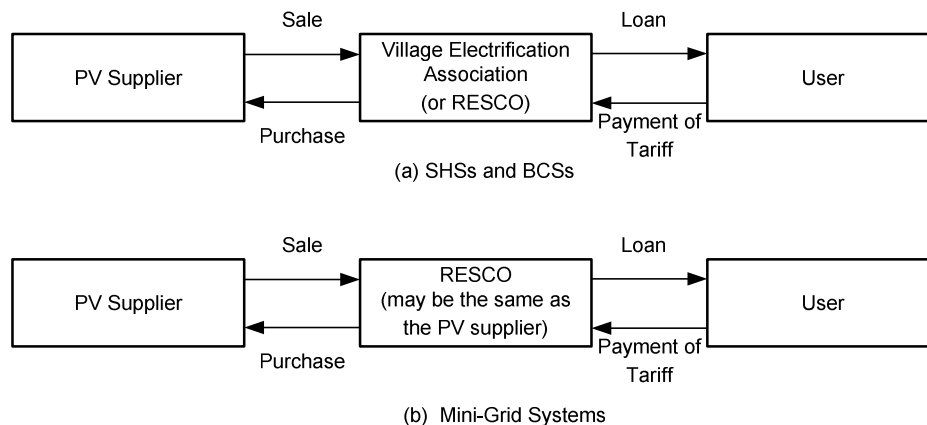 Sale
Loan
PV Supplier
Village Electrification
Association
(or RESCO)
User
Purchase
Payment of
Tariff
(a) SHSs and BCSs
Sale
Loan
PV Supplier
RESCO
(may be the same as
the PV supplier)
User
Purchase
Payment of
Tariff
(b) Mini-Grid Systems